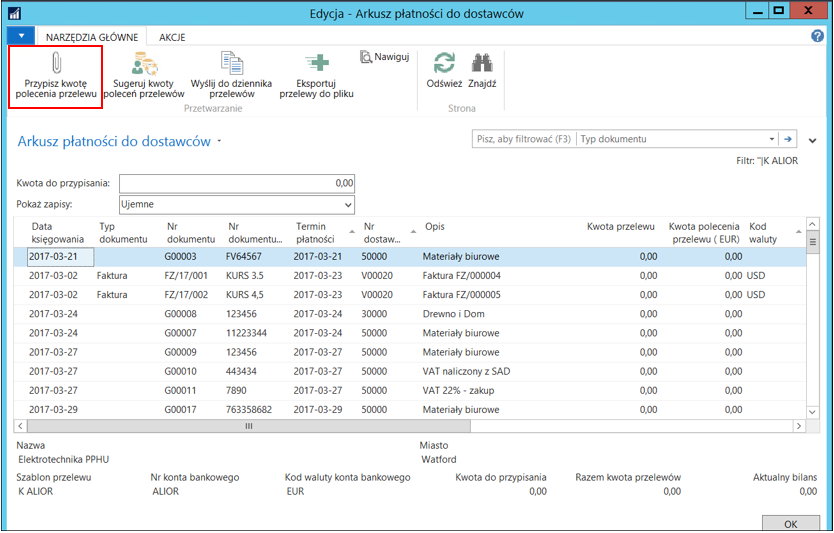 Edycja - Arkusz płatności do dostawców
NARZĘDZIA GŁÓWNE AKCJE
Przypisz kwotę polecenia przelewu
Sugeruj kwoty poleceń przelewów
Wyślij do dziennika przelewów
Eksportuj przelewy do pliku
Nawiguj
Odśwież
Znajdź
Przetwarzanie
Strona
Arkusz płatności do dostawców
Pisz, aby filtrować (F3) Typ dokumentu
Filtr: ''|K ALIOR
Kwota do przypisania: 0,00
Pokaż zapisy: Ujemne
Data księgowania Typ dokumentu Nr dokumentu Nr dokumentu... Termin płatności Nr dostaw... Opis Kwota przelewu Kwota polecenia przelewu ( EUR) Kod waluty
2017-03-21 G00003 FV64567 2017-03-21 50000 Materiały biurowe 0,00 0,00
2017-03-02 Faktura FZ/17/001 KURS 3.5 2017-03-23 V00020 Faktura FZ/000004 0,00 0,00 USD
2017-03-02 Faktura FZ/17/002 KURS 4,5 2017-03-23 V00020 Faktura FZ/000005 0,00 0,00 USD
2017-03-24 G00008 123456 2017-03-24 30000 Drewno i Dom 0,00 0,00
2017-03-24 G00007 11223344 2017-03-24 50000 Materiały biurowe 0,00 0,00
2017-03-27 G00009 123456 2017-03-27 50000 Materiały biurowe 0,00 0,00
2017-03-27 G00010 443434 2017-03-27 50000 VAT naliczony z SAD 0,00 0,00
2017-03-27 G00011 7890 2017-03-27 50000 VAT 22% - zakup 0,00 0,00
2017-03-29 G00017 763358682 2017-03-29 50000 Materiały biurowe 0,00 0,00
Nazwa Miasto
Elektrotechnika PPHU Watford
Szablon przelewu Nr konta bankowego Kod waluty konta bankowego Kwota do przypisania Razem kwota przelewów Aktualny bilans
K ALIOR ALIOR EUR 0,00 0,00 0,00
OK